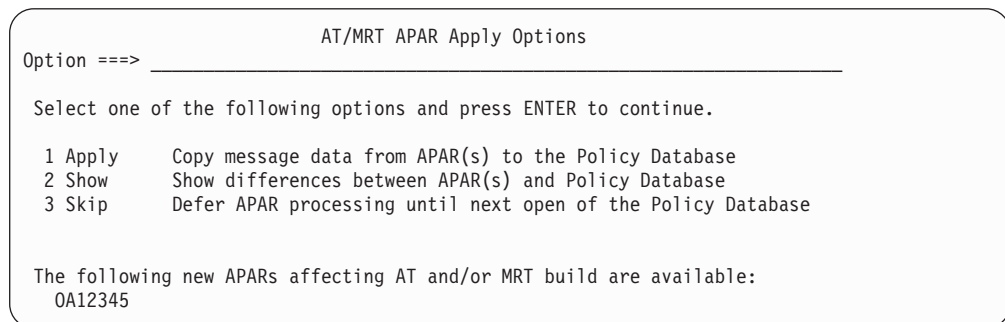 AT/MRT APAR Apply Options
Option ===> _________________________________________________________________
Select one of the following options and press ENTER to continue.
1 Apply Copy message data from APAR(s) to the Policy Database
2 Show Show differences between APAR(s) and Policy Database
3 Skip Defer APAR processing until next open of the Policy Database
The following new APARs affecting AT and/or MRT build are available:
OA12345